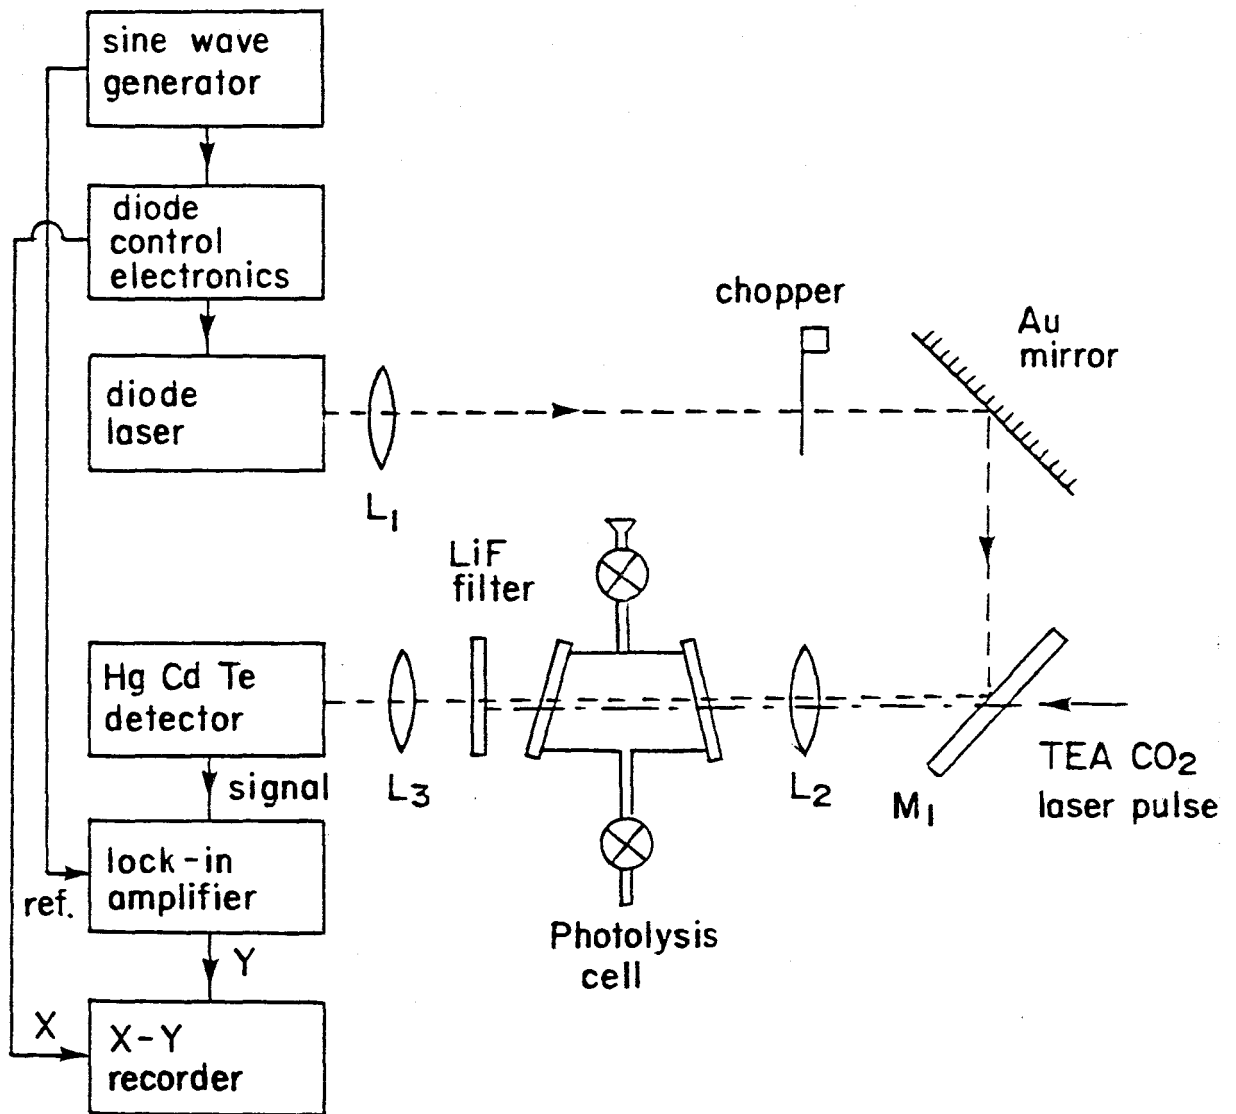 sine wave
generator
diode
control
electronics
chopper
Au
mirror
diode
laser
L1
LiF
filter
Hg Cd Te
detector
signal
L3
L2
M1
TEA CO2
laser pulse
lock-in
amplifier
ref.
Y
Photolysis
cell
X
X-Y
recorder